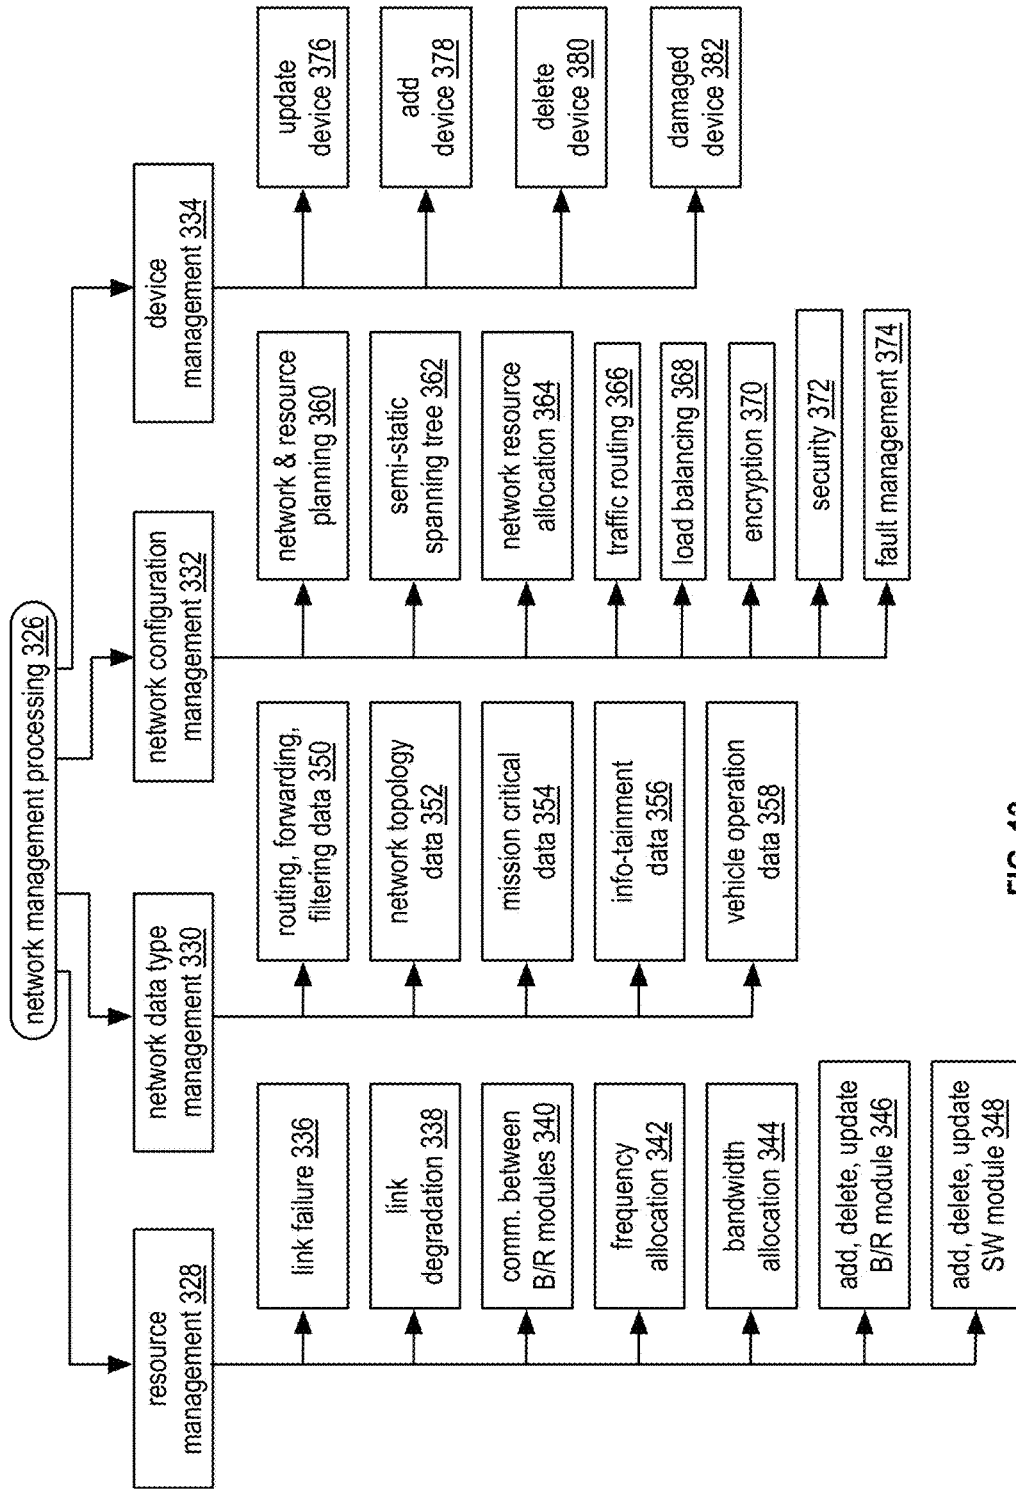 network management processing 326
resource
management 328
link failure 336
link
degradation 338
comm. between
B/R modules 340
frequency
allocation 342
bandwidth
allocation 344
add, delete, update
B/R module 346
add, delete, update
SW module 348
network data type
management 330
routing, forwarding,
filtering data 350
network topology
data 352
mission critical
data 354
info-tainment
data 356
vehicle operation
data 358
network configuration
management 332
network & resource
planning 360
semi-static
spanning tree 362
network resource
allocation 364
traffic routing 366
load balancing 368
encryption 370
security 372
fault management 374
device
management 334
update
device 376
add
device 378
delete
device 380
damaged
device 382